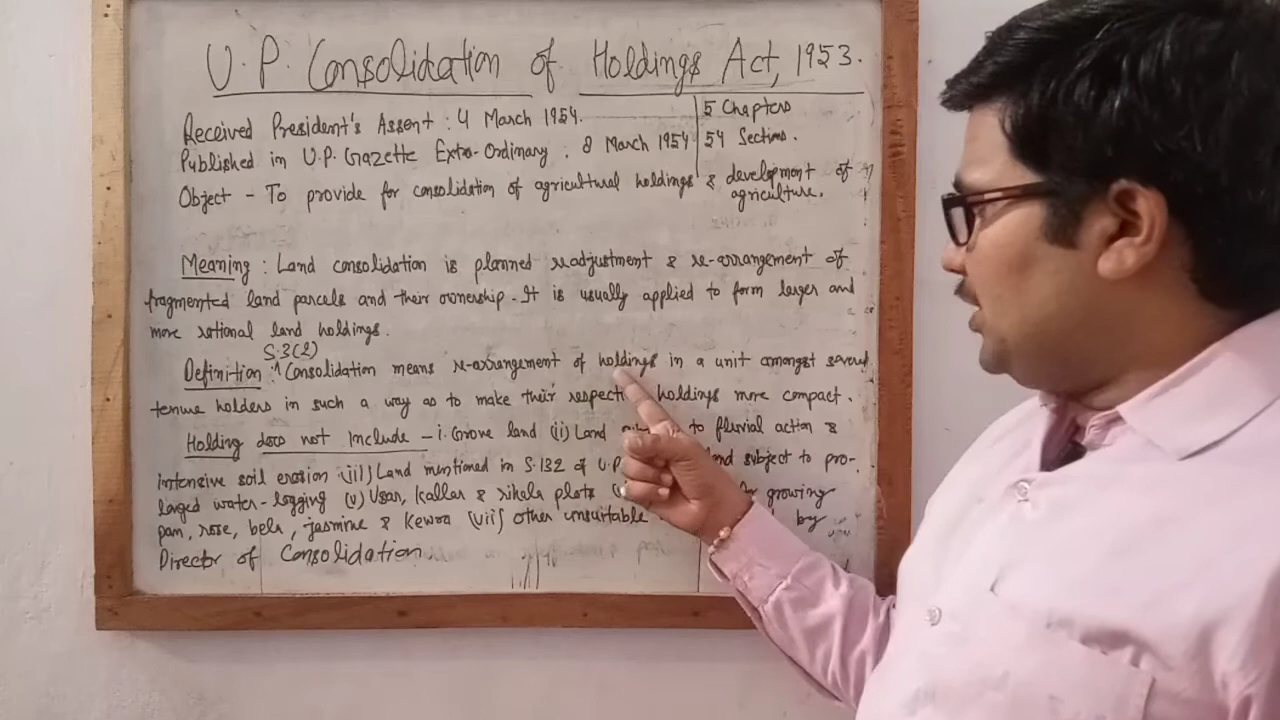 U.P. Consolidation of Holdings Act, 1953.
Received President's Assent : 4 March 1954.
5 Chapters
Published in U.P. Gazette Extra-Ordinary. 8 March 1954
54 Sections.
Object - To provide for consolidation of agricultural holdings & development of
agriculture.
Meaning : Land consolidation is planned readjustment & re-arrangement of
fragmented land parcels and their ownership. It is usually applied to form larger and
more rational land holdings.
S.3(2)
Definition : Consolidation means re-arrangement of holdings in a unit amongst several
tenure holders in such a way as to make their respecti holdings more compact.
Holding does not include - i. Grove land (ii) Land to fluvial action &
intensive soil erosion (iii) Land mentioned in S.132 of U.P. subject to pro-
longed water-logging (v) Usar, Kallar & rihala plots growing
pan, rose, bela, jasmine & Kewra (vii) other unsuitable by
Director of Consolidation.